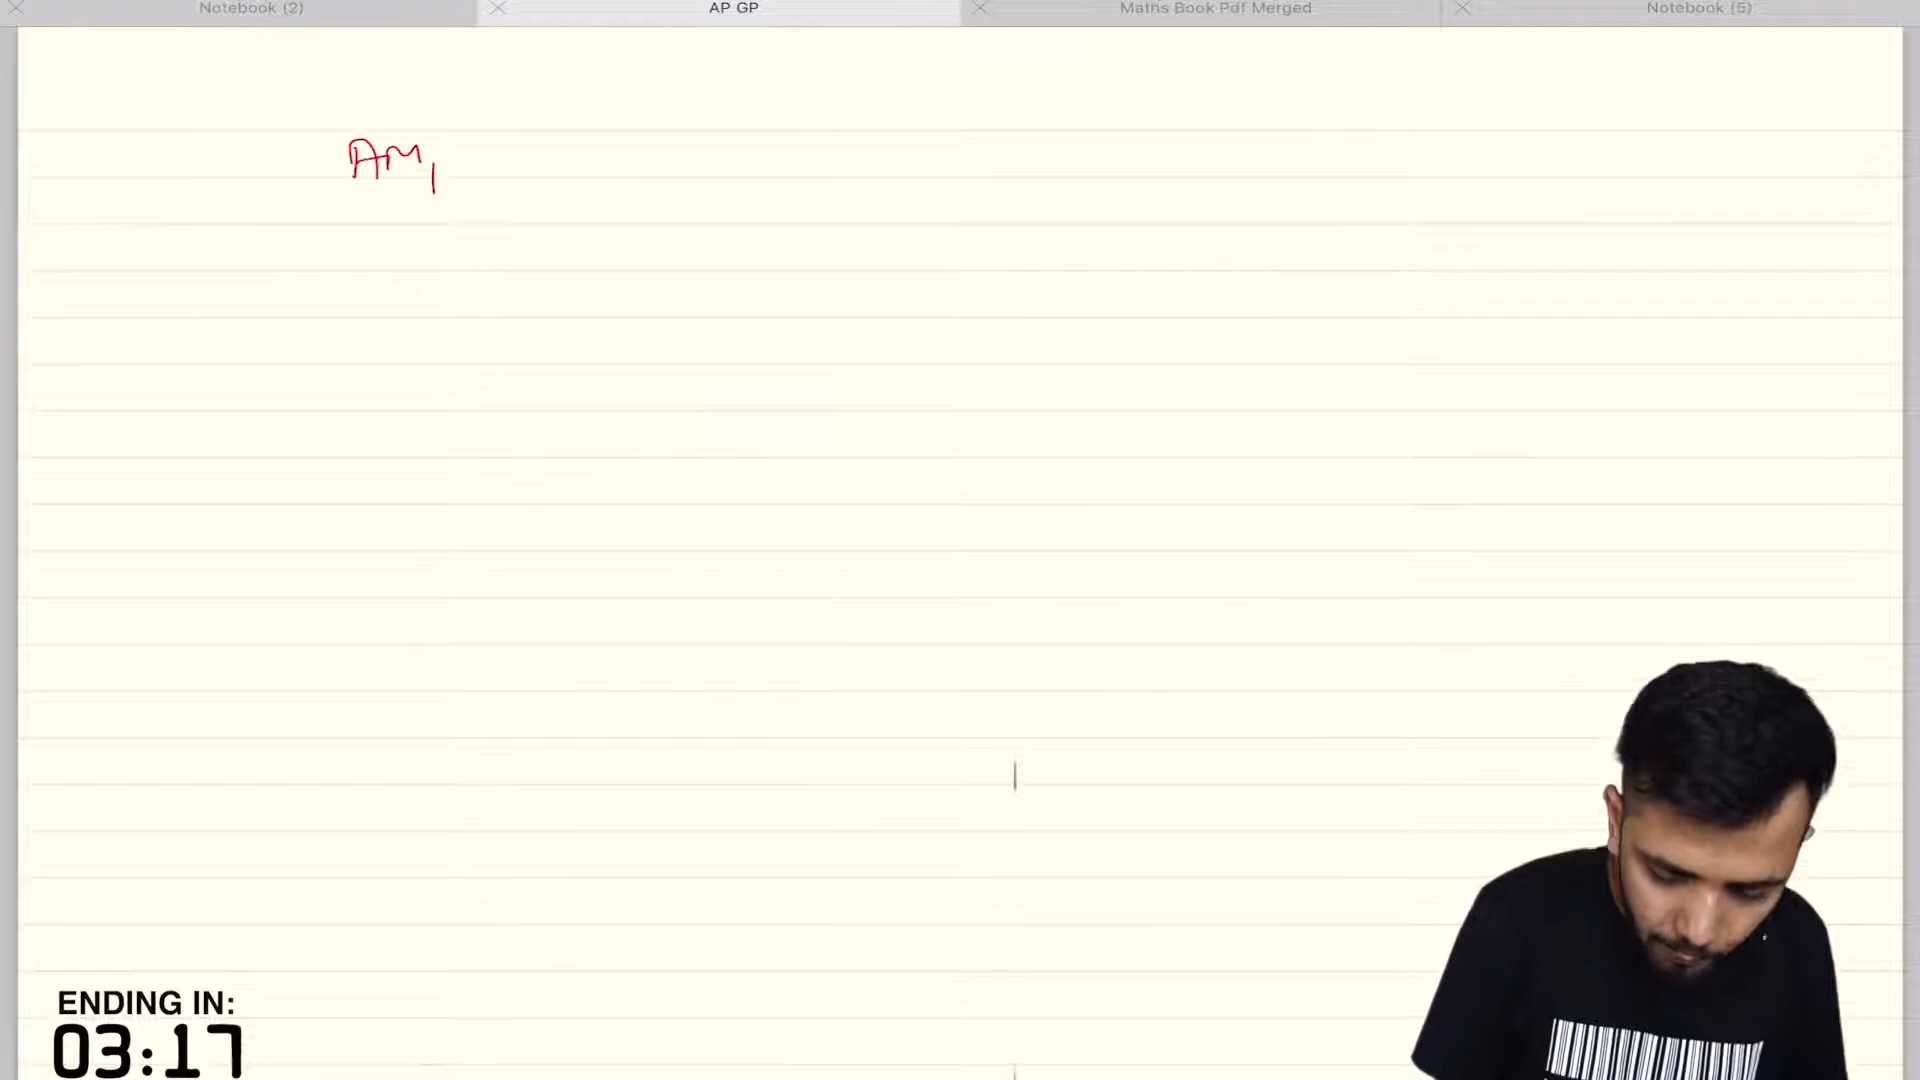 Notebook (2) AP GP Maths Book Pdf Merged Notebook (5)
AM,
ENDING IN:
03:17